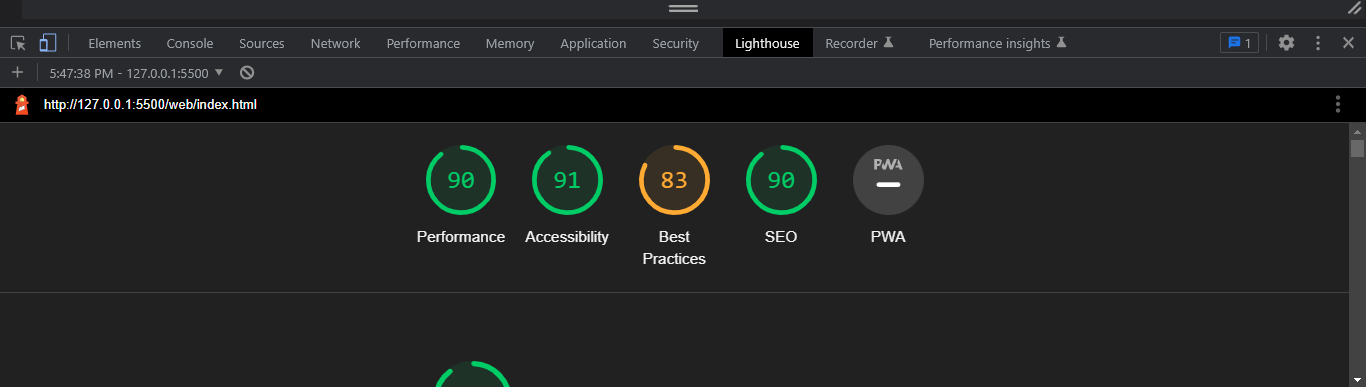 Elements Console Sources Network Performance Memory Application Security Lighthouse Recorder Performance insights 1
5:47:38 PM - 127.0.0.1:5500
http://127.0.0.1:5500/web/index.html
90 91 83 90 PWA
Performance Accessibility Best Practices SEO PWA